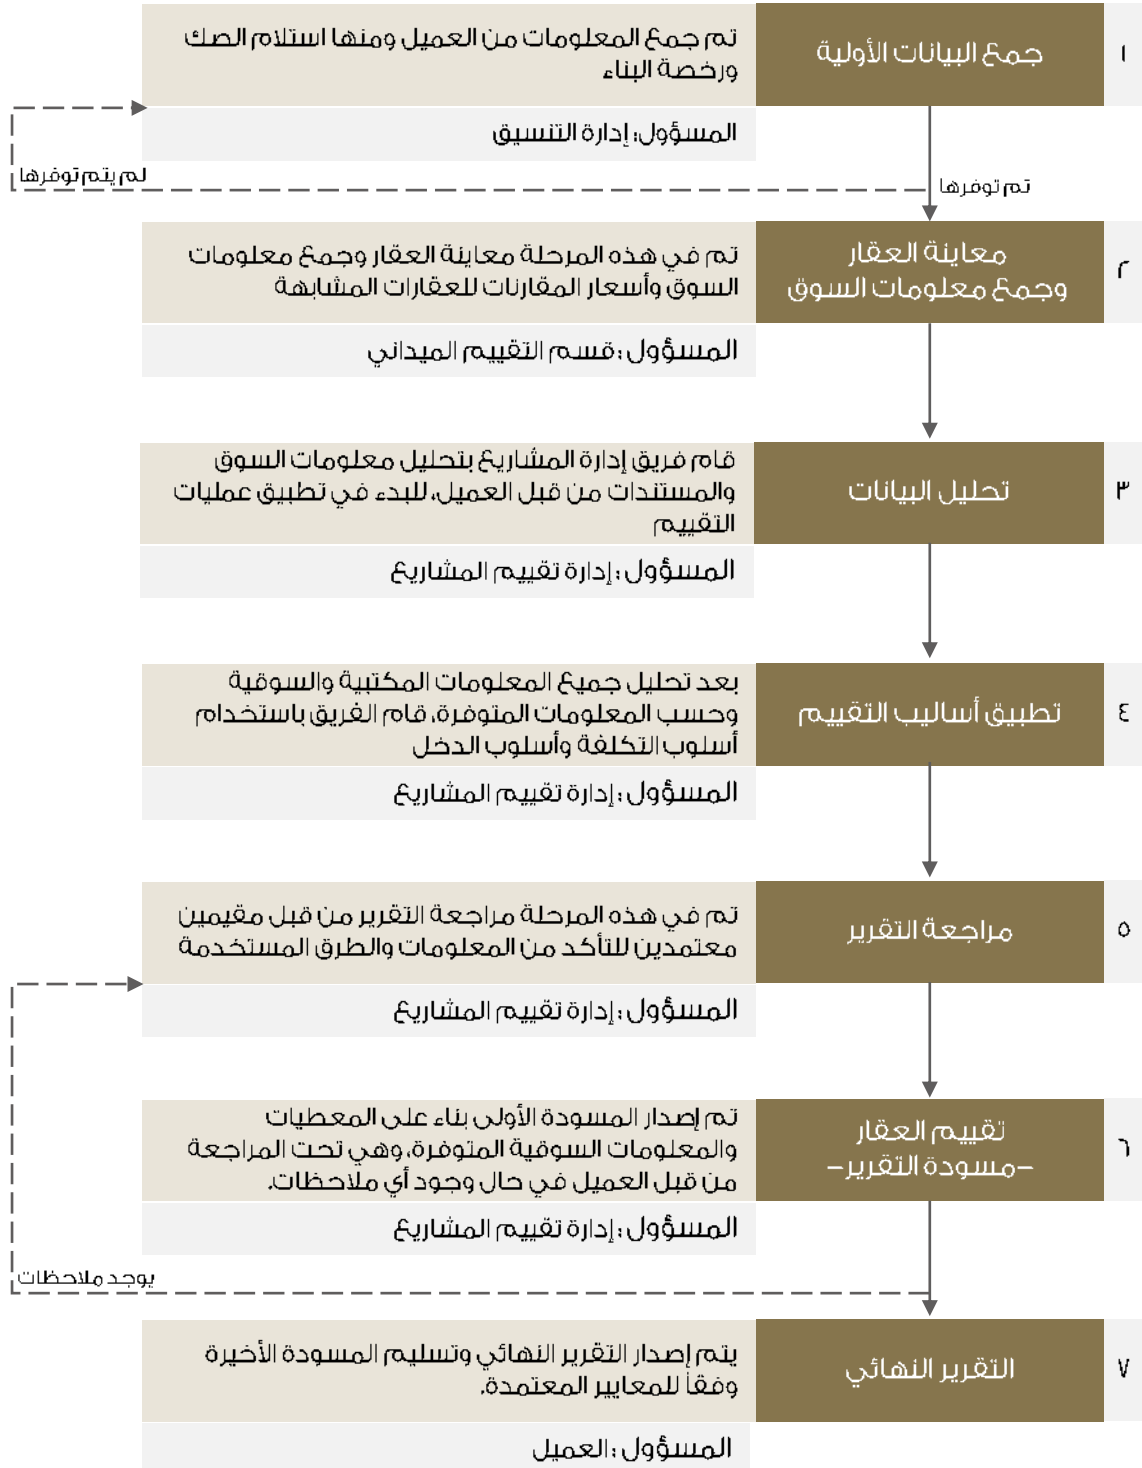 ١
جمع البيانات الأولية
تم جمع المعلومات من العميل ومنها استلام الصك
ورخصة البناء
المسؤول: إدارة التنسيق
تم توفرها
لم يتم توفرها
٢
معاينة العقار
وجمع معلومات السوق
تم في هذه المرحلة معاينة العقار وجمع معلومات
السوق وأسعار المقارنات للعقارات المشابهة
المسؤول: قسم التقييم الميداني
٣
تحليل البيانات
قام فريق إدارة المشاريع بتحليل معلومات السوق
والمستندات من قبل العميل، للبدء في تطبيق عمليات
التقييم
المسؤول: إدارة تقييم المشاريع
٤
تطبيق أساليب التقييم
بعد تحليل جميع المعلومات المكتبية والسوقية
وحسب المعلومات المتوفرة، قام الفريق باستخدام
أسلوب التكلفة وأسلوب الدخل
المسؤول: إدارة تقييم المشاريع
٥
مراجعة التقرير
تم في هذه المرحلة مراجعة التقرير من قبل مقيمين
معتمدين للتأكد من المعلومات والطرق المستخدمة
المسؤول: إدارة تقييم المشاريع
٦
تقييم العقار
-مسودة التقرير-
تم إصدار المسودة الأولى بناء على المعطيات
والمعلومات السوقية المتوفرة، وهي تحت المراجعة
من قبل العميل في حال وجود أي ملاحظات.
المسؤول: إدارة تقييم المشاريع
يوجد ملاحظات
٧
التقرير النهائي
يتم إصدار التقرير النهائي وتسليم المسودة الأخيرة
وفقاً للمعايير المعتمدة.
المسؤول: العميل